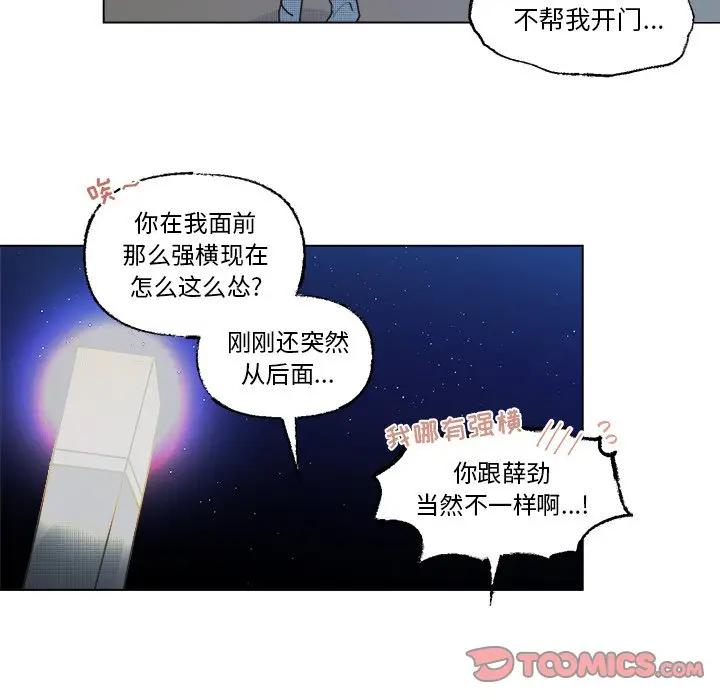 不帮我开门...
唉~
你在我面前
那么强横现在
怎么这么怂?
刚刚还突然
从后面...
我哪有强横
////?
你跟薛劲
当然不一样啊...!
TOOMICS.COM